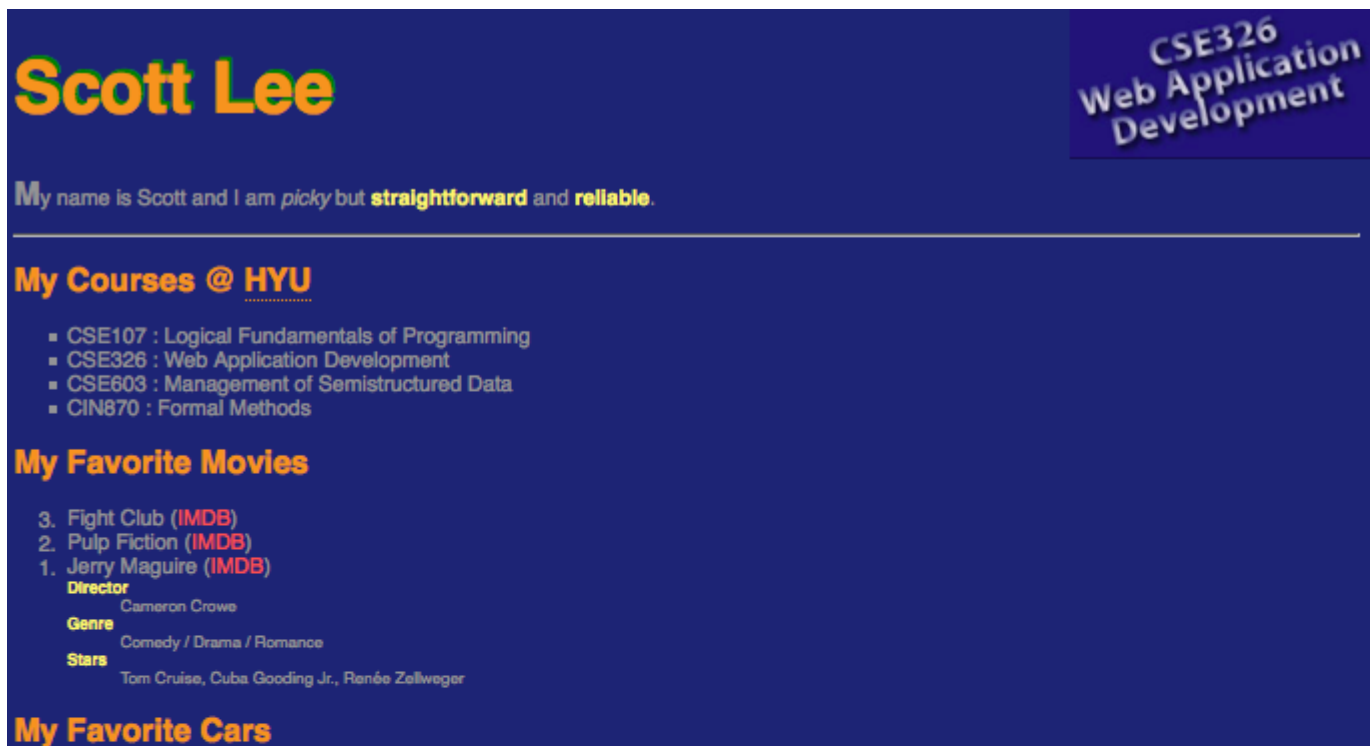 Scott Lee
CSE326
Web Application
Development
My name is Scott and I am picky but straightforward and reliable.
My Courses @ HYU
CSE107 : Logical Fundamentals of Programming
CSE326 : Web Application Development
CSE603 : Management of Semistructured Data
CIN870 : Formal Methods
My Favorite Movies
3. Fight Club (IMDB)
2. Pulp Fiction (IMDB)
1. Jerry Maguire (IMDB)
Director
Cameron Crowe
Genre
Comedy / Drama / Romance
Stars
Tom Cruise, Cuba Gooding Jr., Renée Zellweger
My Favorite Cars